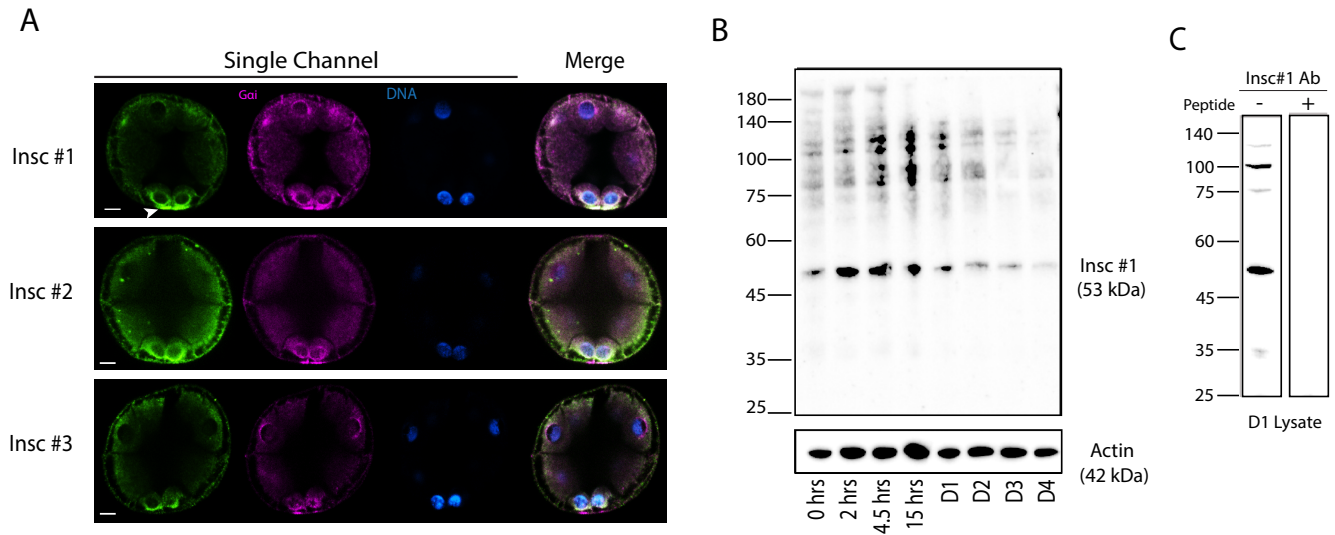 A
Single Channel
Merge
Gαi
DNA
Insc #1
Insc #2
Insc #3
B
180
140
100
75
60
45
35
25
Insc #1
(53 kDa)
Actin
(42 kDa)
0 hrs
2 hrs
4.5 hrs
15 hrs
D1
D2
D3
D4
C
Insc#1 Ab
Peptide - +
140
100
75
60
45
35
25
D1 Lysate